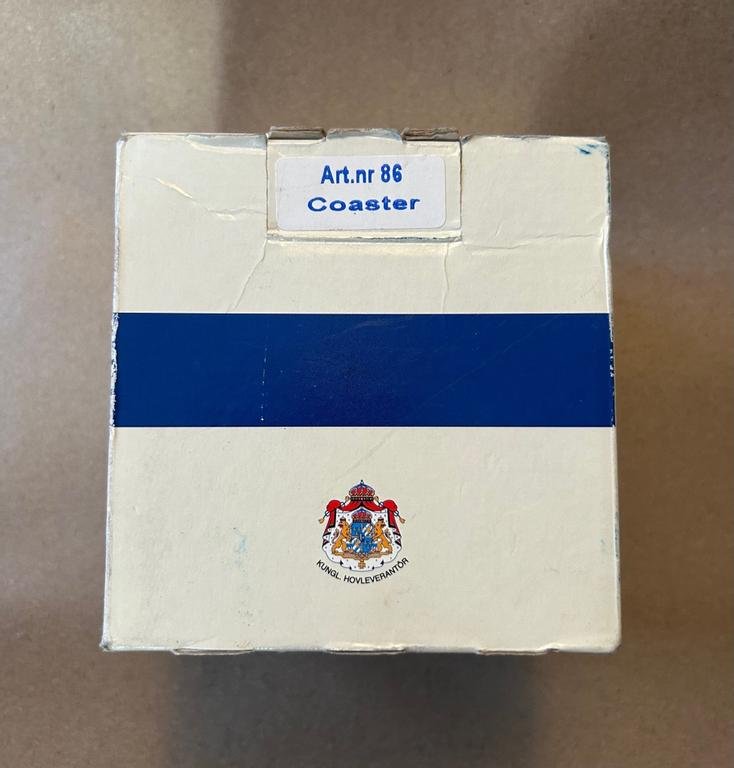 Art.nr 86
Coaster
KUNGL. HOVLEVERANTÖR